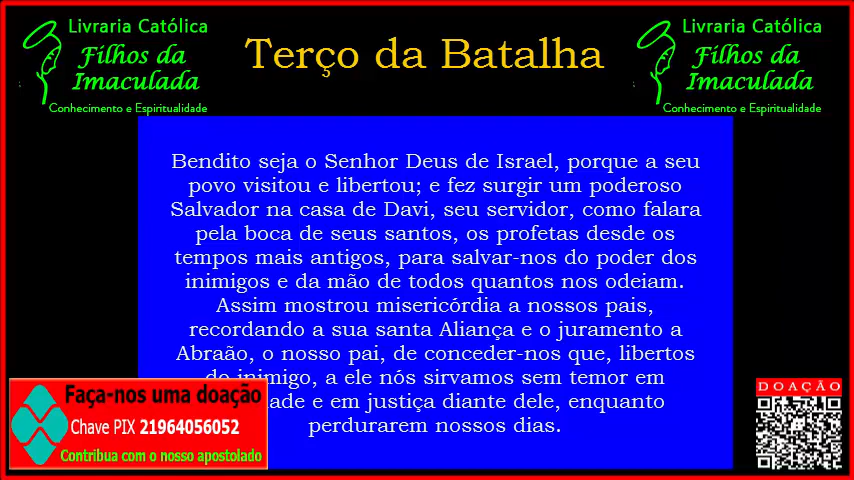 Livraria Católica
Filhos da
Imaculada
Conhecimento e Espiritualidade
Terço da Batalha
Livraria Católica
Filhos da
Imaculada
Conhecimento e Espiritualidade
Bendito seja o Senhor Deus de Israel, porque a seu
povo visitou e libertou; e fez surgir um poderoso
Salvador na casa de Davi, seu servidor, como falara
pela boca de seus santos, os profetas desde os
tempos mais antigos, para salvar-nos do poder dos
inimigos e da mão de todos quantos nos odeiam.
Assim mostrou misericórdia a nossos pais,
recordando a sua santa Aliança e o juramento a
Abraão, o nosso pai, de conceder-nos que, libertos
do inimigo, a ele nós sirvamos sem temor em
ade e em justiça diante dele, enquanto
perdurarem nossos dias.
Faça-nos uma doação
Chave PIX 21964056052
Contribua com o nosso apostolado
DOAÇÃO